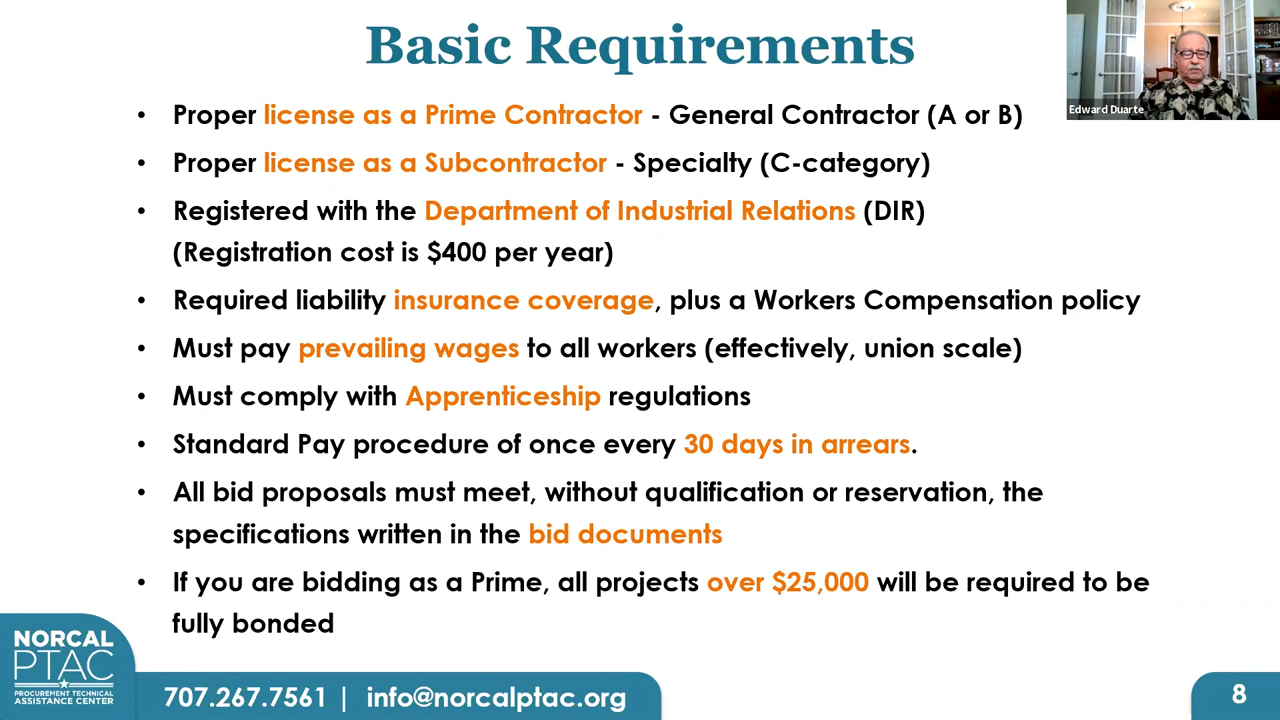 Basic Requirements
Edward Duarte
• Proper license as a Prime Contractor - General Contractor (A or B)
• Proper license as a Subcontractor - Specialty (C-category)
• Registered with the Department of Industrial Relations (DIR)
(Registration cost is $400 per year)
• Required liability insurance coverage, plus a Workers Compensation policy
• Must pay prevailing wages to all workers (effectively, union scale)
• Must comply with Apprenticeship regulations
• Standard Pay procedure of once every 30 days in arrears.
• All bid proposals must meet, without qualification or reservation, the
specifications written in the bid documents
• If you are bidding as a Prime, all projects over $25,000 will be required to be
fully bonded
NORCAL
PTAC
PROCUREMENT TECHNICAL
ASSISTANCE CENTER
707.267.7561 | info@norcalptac.org
8